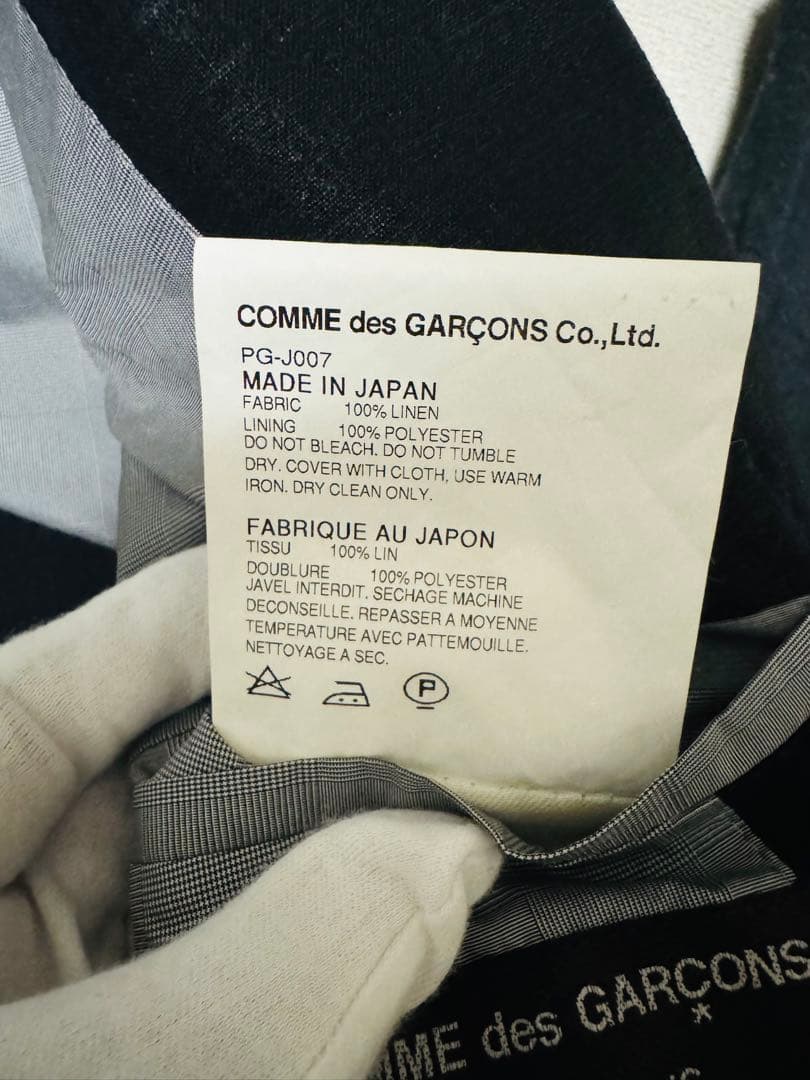 COMME des GARÇONS Co.,Ltd.
PG-J007
MADE IN JAPAN
FABRIC 100% LINEN
LINING 100% POLYESTER
DO NOT BLEACH. DO NOT TUMBLE
DRY. COVER WITH CLOTH, USE WARM
IRON. DRY CLEAN ONLY.
FABRIQUE AU JAPON
TISSU 100% LIN
DOUBLURE 100% POLYESTER
JAVEL INTERDIT. SECHAGE MACHINE
DECONSEILLE. REPASSER A MOYENNE
TEMPERATURE AVEC PATTEMOUILLE.
NETTOYAGE A SEC.
P
MME des GARÇONS
*